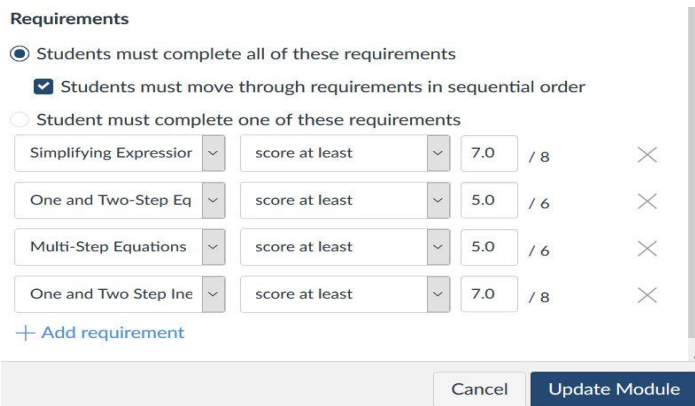 Requirements
Students must complete all of these requirements
Students must move through requirements in sequential order
Student must complete one of these requirements
Simplifying Expression score at least 7.0 / 8
One and Two-Step Eq score at least 5.0 / 6
Multi-Step Equations score at least 5.0 / 6
One and Two Step Ine score at least 7.0 / 8
+ Add requirement
Cancel Update Module